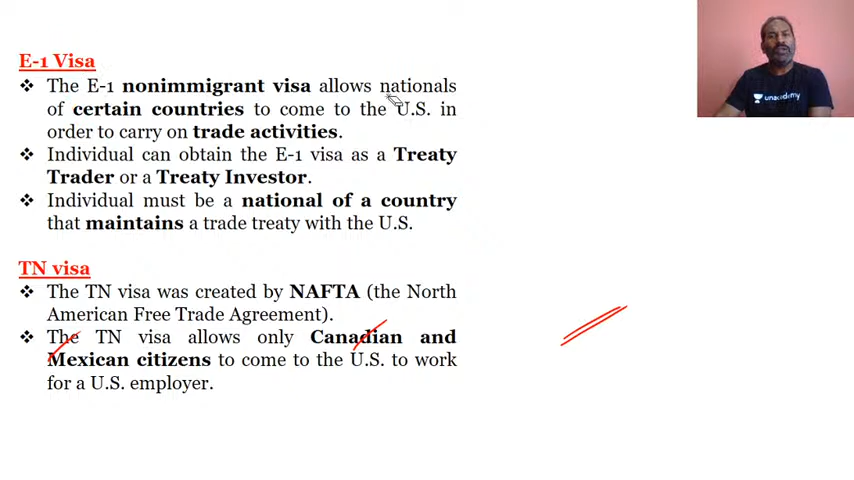 E-1 Visa
❖ The E-1 nonimmigrant visa allows nationals
of certain countries to come to the U.S. in
order to carry on trade activities.
❖ Individual can obtain the E-1 visa as a Treaty
Trader or a Treaty Investor.
❖ Individual must be a national of a country
that maintains a trade treaty with the U.S.
TN visa
❖ The TN visa was created by NAFTA (the North
American Free Trade Agreement).
❖ The TN visa allows only Canadian and
Mexican citizens to come to the U.S. to work
for a U.S. employer.
unacademy